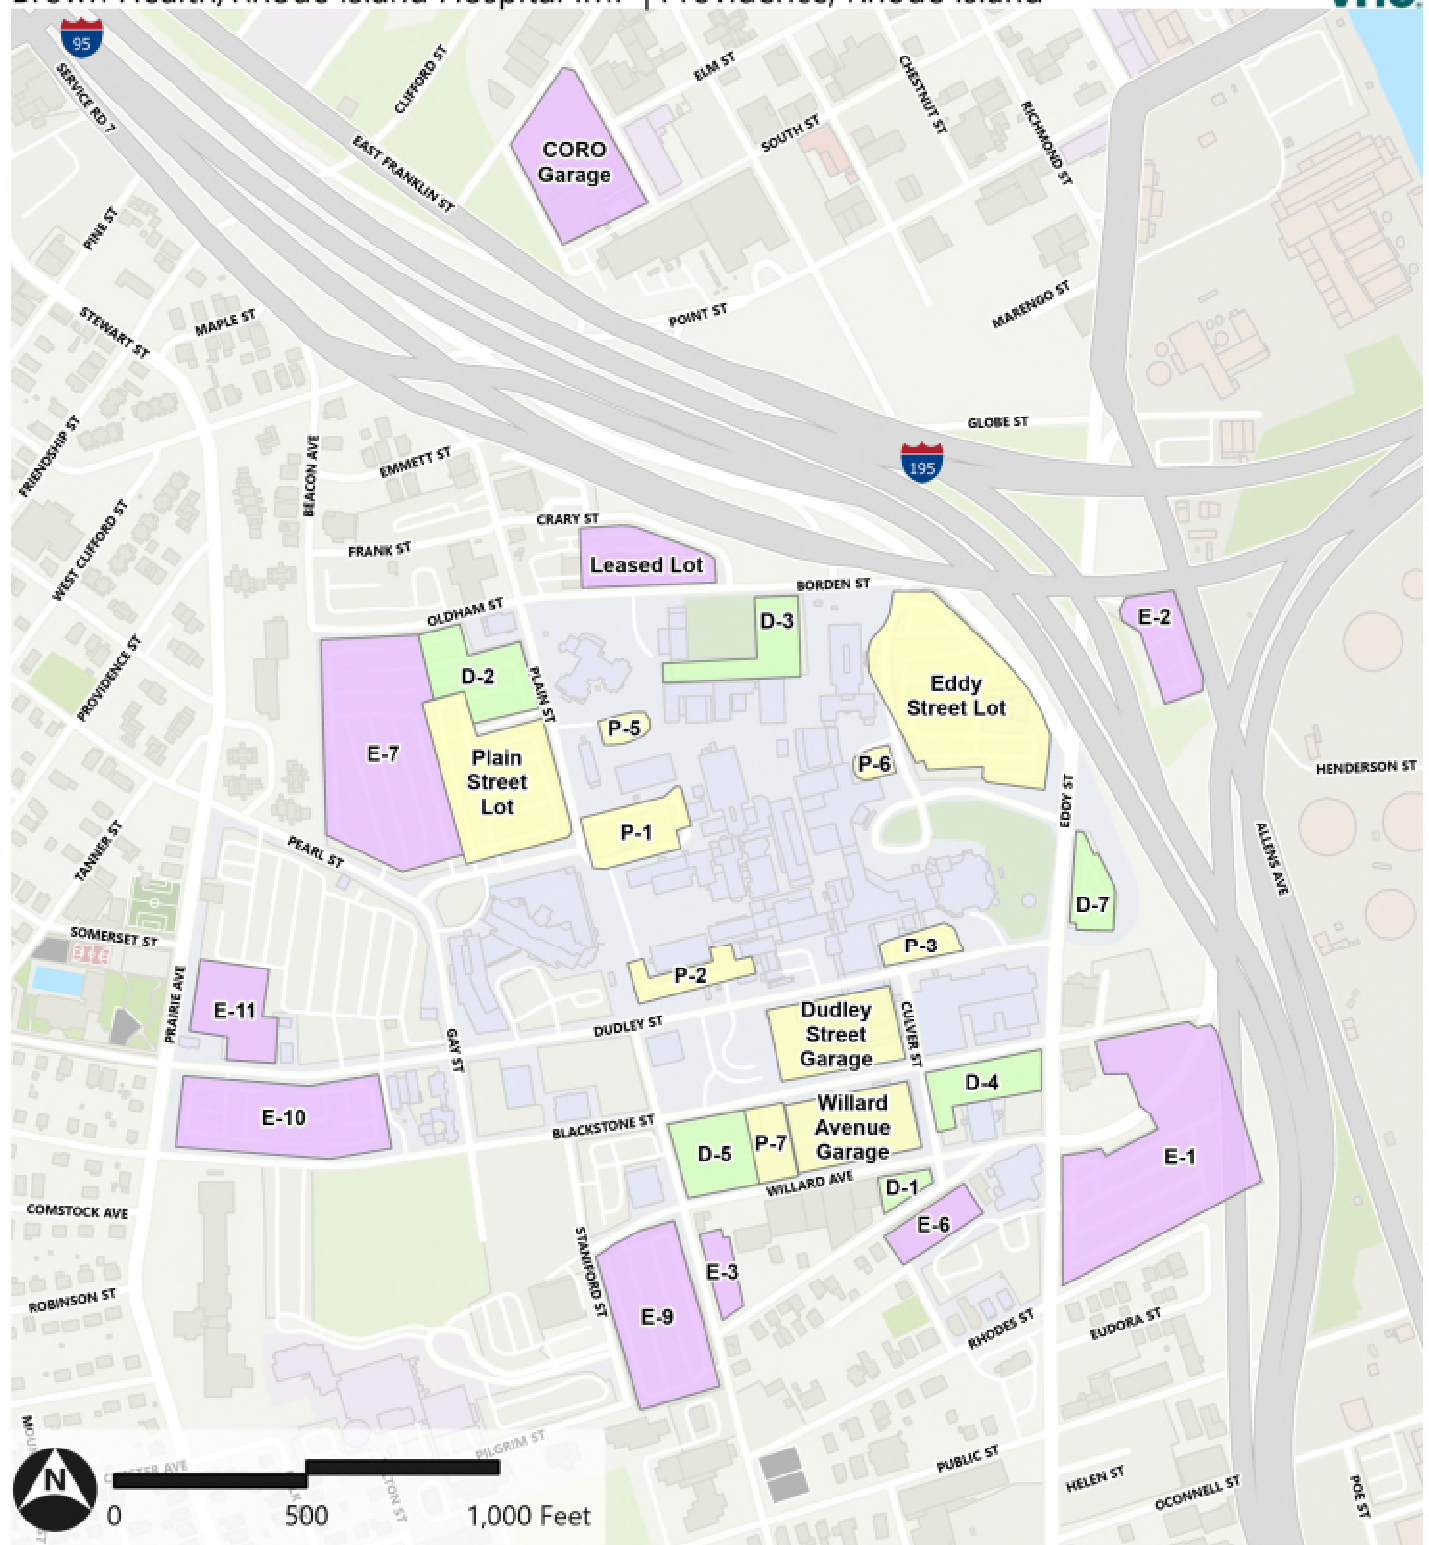 95
SERVICE RD 7
CLIFFORD ST
ELM ST
CHESTNUT ST
RICHMOND ST
SOUTH ST
EAST FRANKLIN ST
CORO
Garage
PINE ST
STEWART ST
MAPLE ST
POINT ST
MARENGO ST
GLOBE ST
195
FRIENDSHIP ST
BEACON AVE
EMMETT ST
WEST CLIFFORD ST
FRANK ST
CRARY ST
Leased Lot
BORDEN ST
OLDHAM ST
D-3
E-2
PROVIDENCE ST
D-2
PLAIN ST
Eddy
Street Lot
P-5
E-7
Plain
Street
Lot
P-6
HENDERSON ST
EDDY ST
P-1
TANNER ST
PEARL ST
ALLENS AVE
D-7
SOMERSET ST
P-3
P-2
PRAIRIE AVE
E-11
DUDLEY ST
Dudley
Street
Garage
CULVER ST
GAY ST
D-4
E-10
BLACKSTONE ST
Willard
Avenue
Garage
D-5
P-7
E-1
WILLARD AVE
D-1
COMSTOCK AVE
E-6
STANIFORD ST
E-3
ROBINSON ST
E-9
RHODES ST
EUDORA ST
PILGRIM ST
PUBLIC ST
HELEN ST
OCONNELL ST
POE ST
N
0
500
1,000 Feet